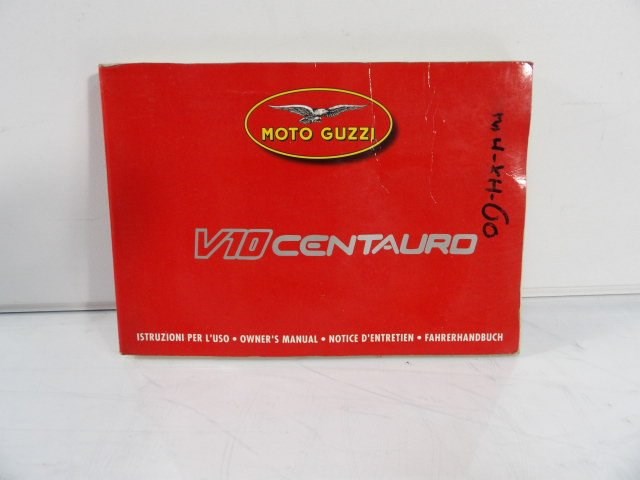 MOTO GUZZI
V10 CENTAURO
ISTRUZIONI PER L'USO • OWNER'S MANUAL • NOTICE D'ENTRETIEN • FAHRERHANDBUCH